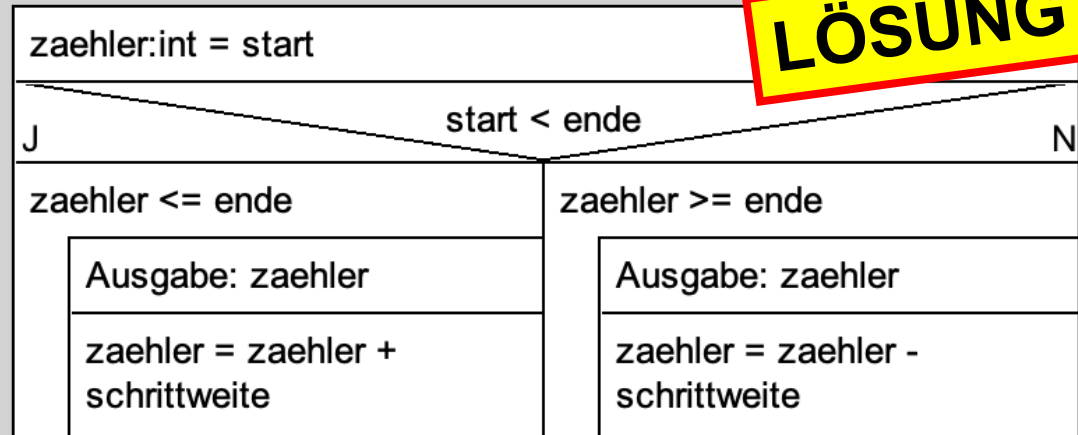 zaehler:int = start
LÖSUNG
start < ende
J
N
zaehler <= ende
zaehler >= ende
Ausgabe: zaehler
Ausgabe: zaehler
zaehler = zaehler +
schrittweite
zaehler = zaehler -
schrittweite